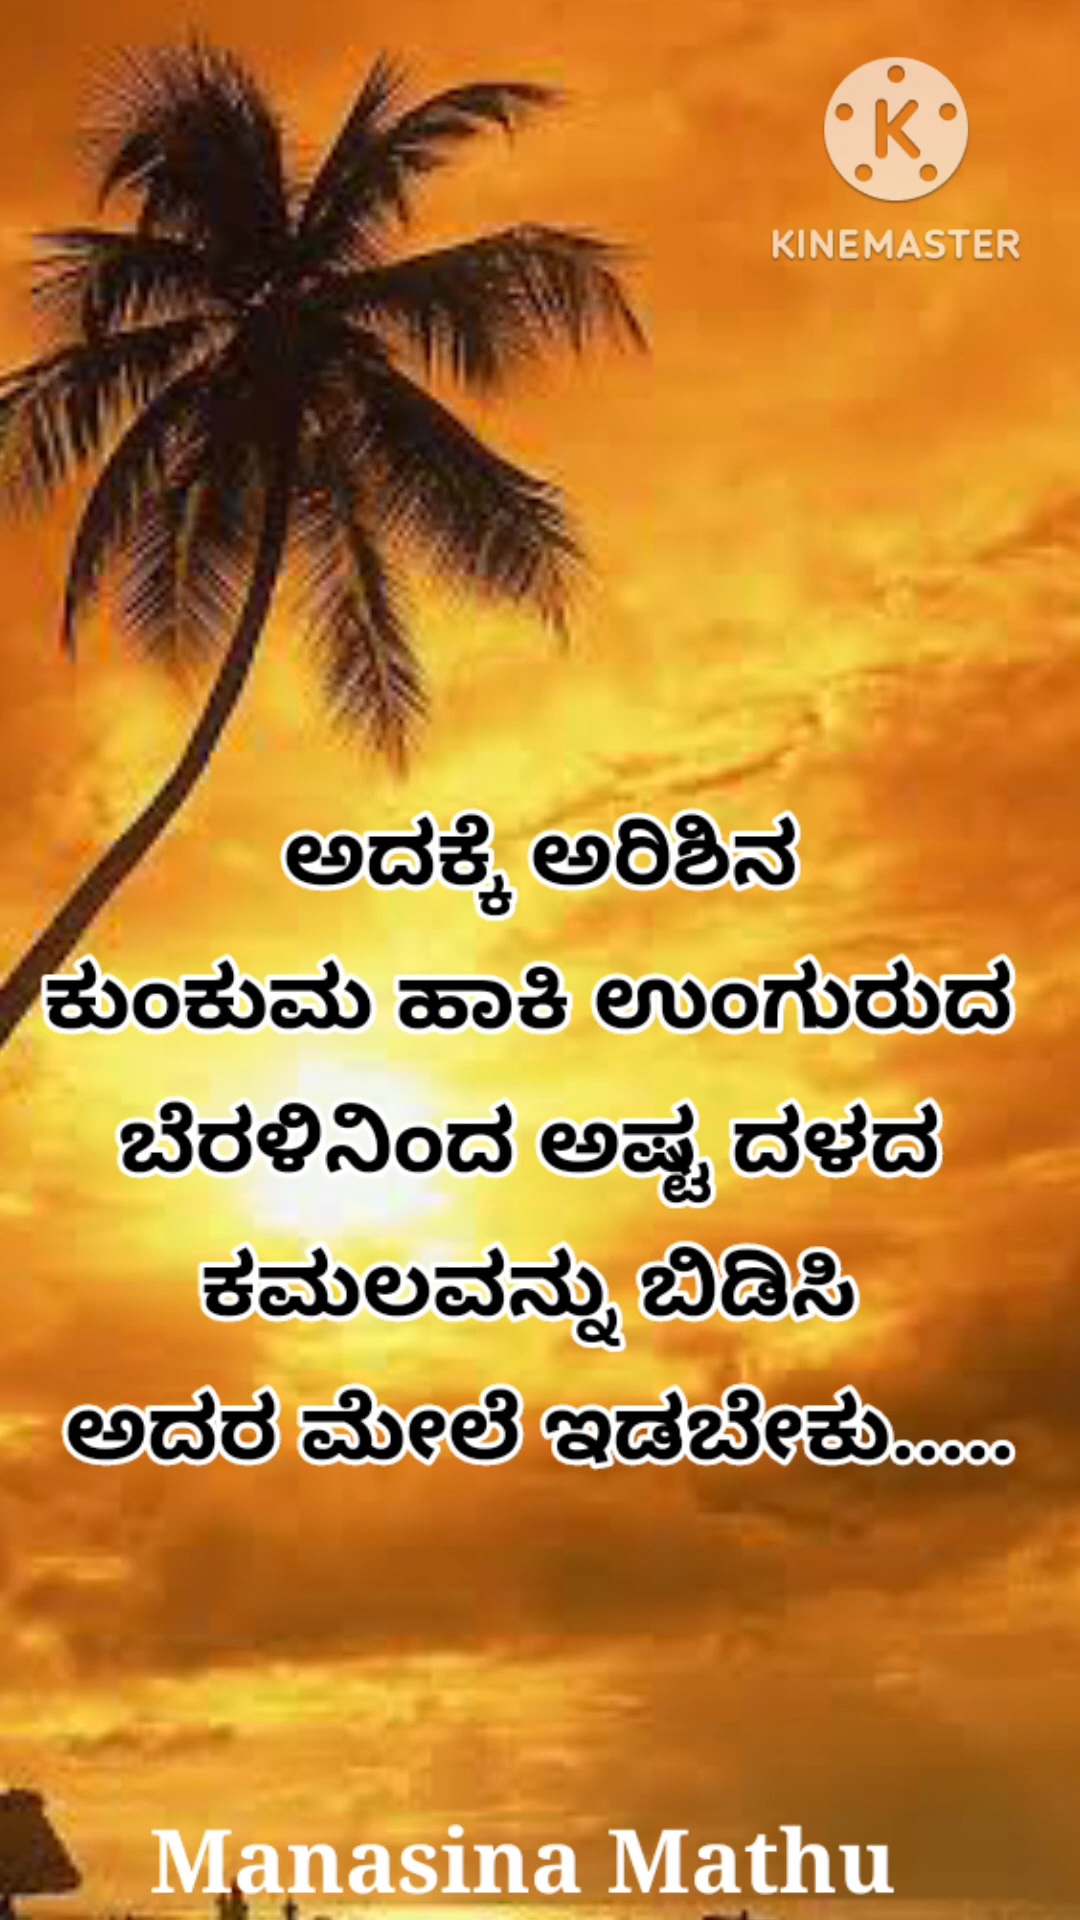 KINEMASTER
ಅದಕ್ಕೆ ಅರಿಶಿನ
ಕುಂಕುಮ ಹಾಕಿ ಉಂಗುರುದ
ಬೆರಳಿನಿಂದ ಅಷ್ಟ ದಳದ
ಕಮಲವನ್ನು ಬಿಡಿಸಿ
ಅದರ ಮೇಲೆ ಇಡಬೇಕು.....
Manasina Mathu